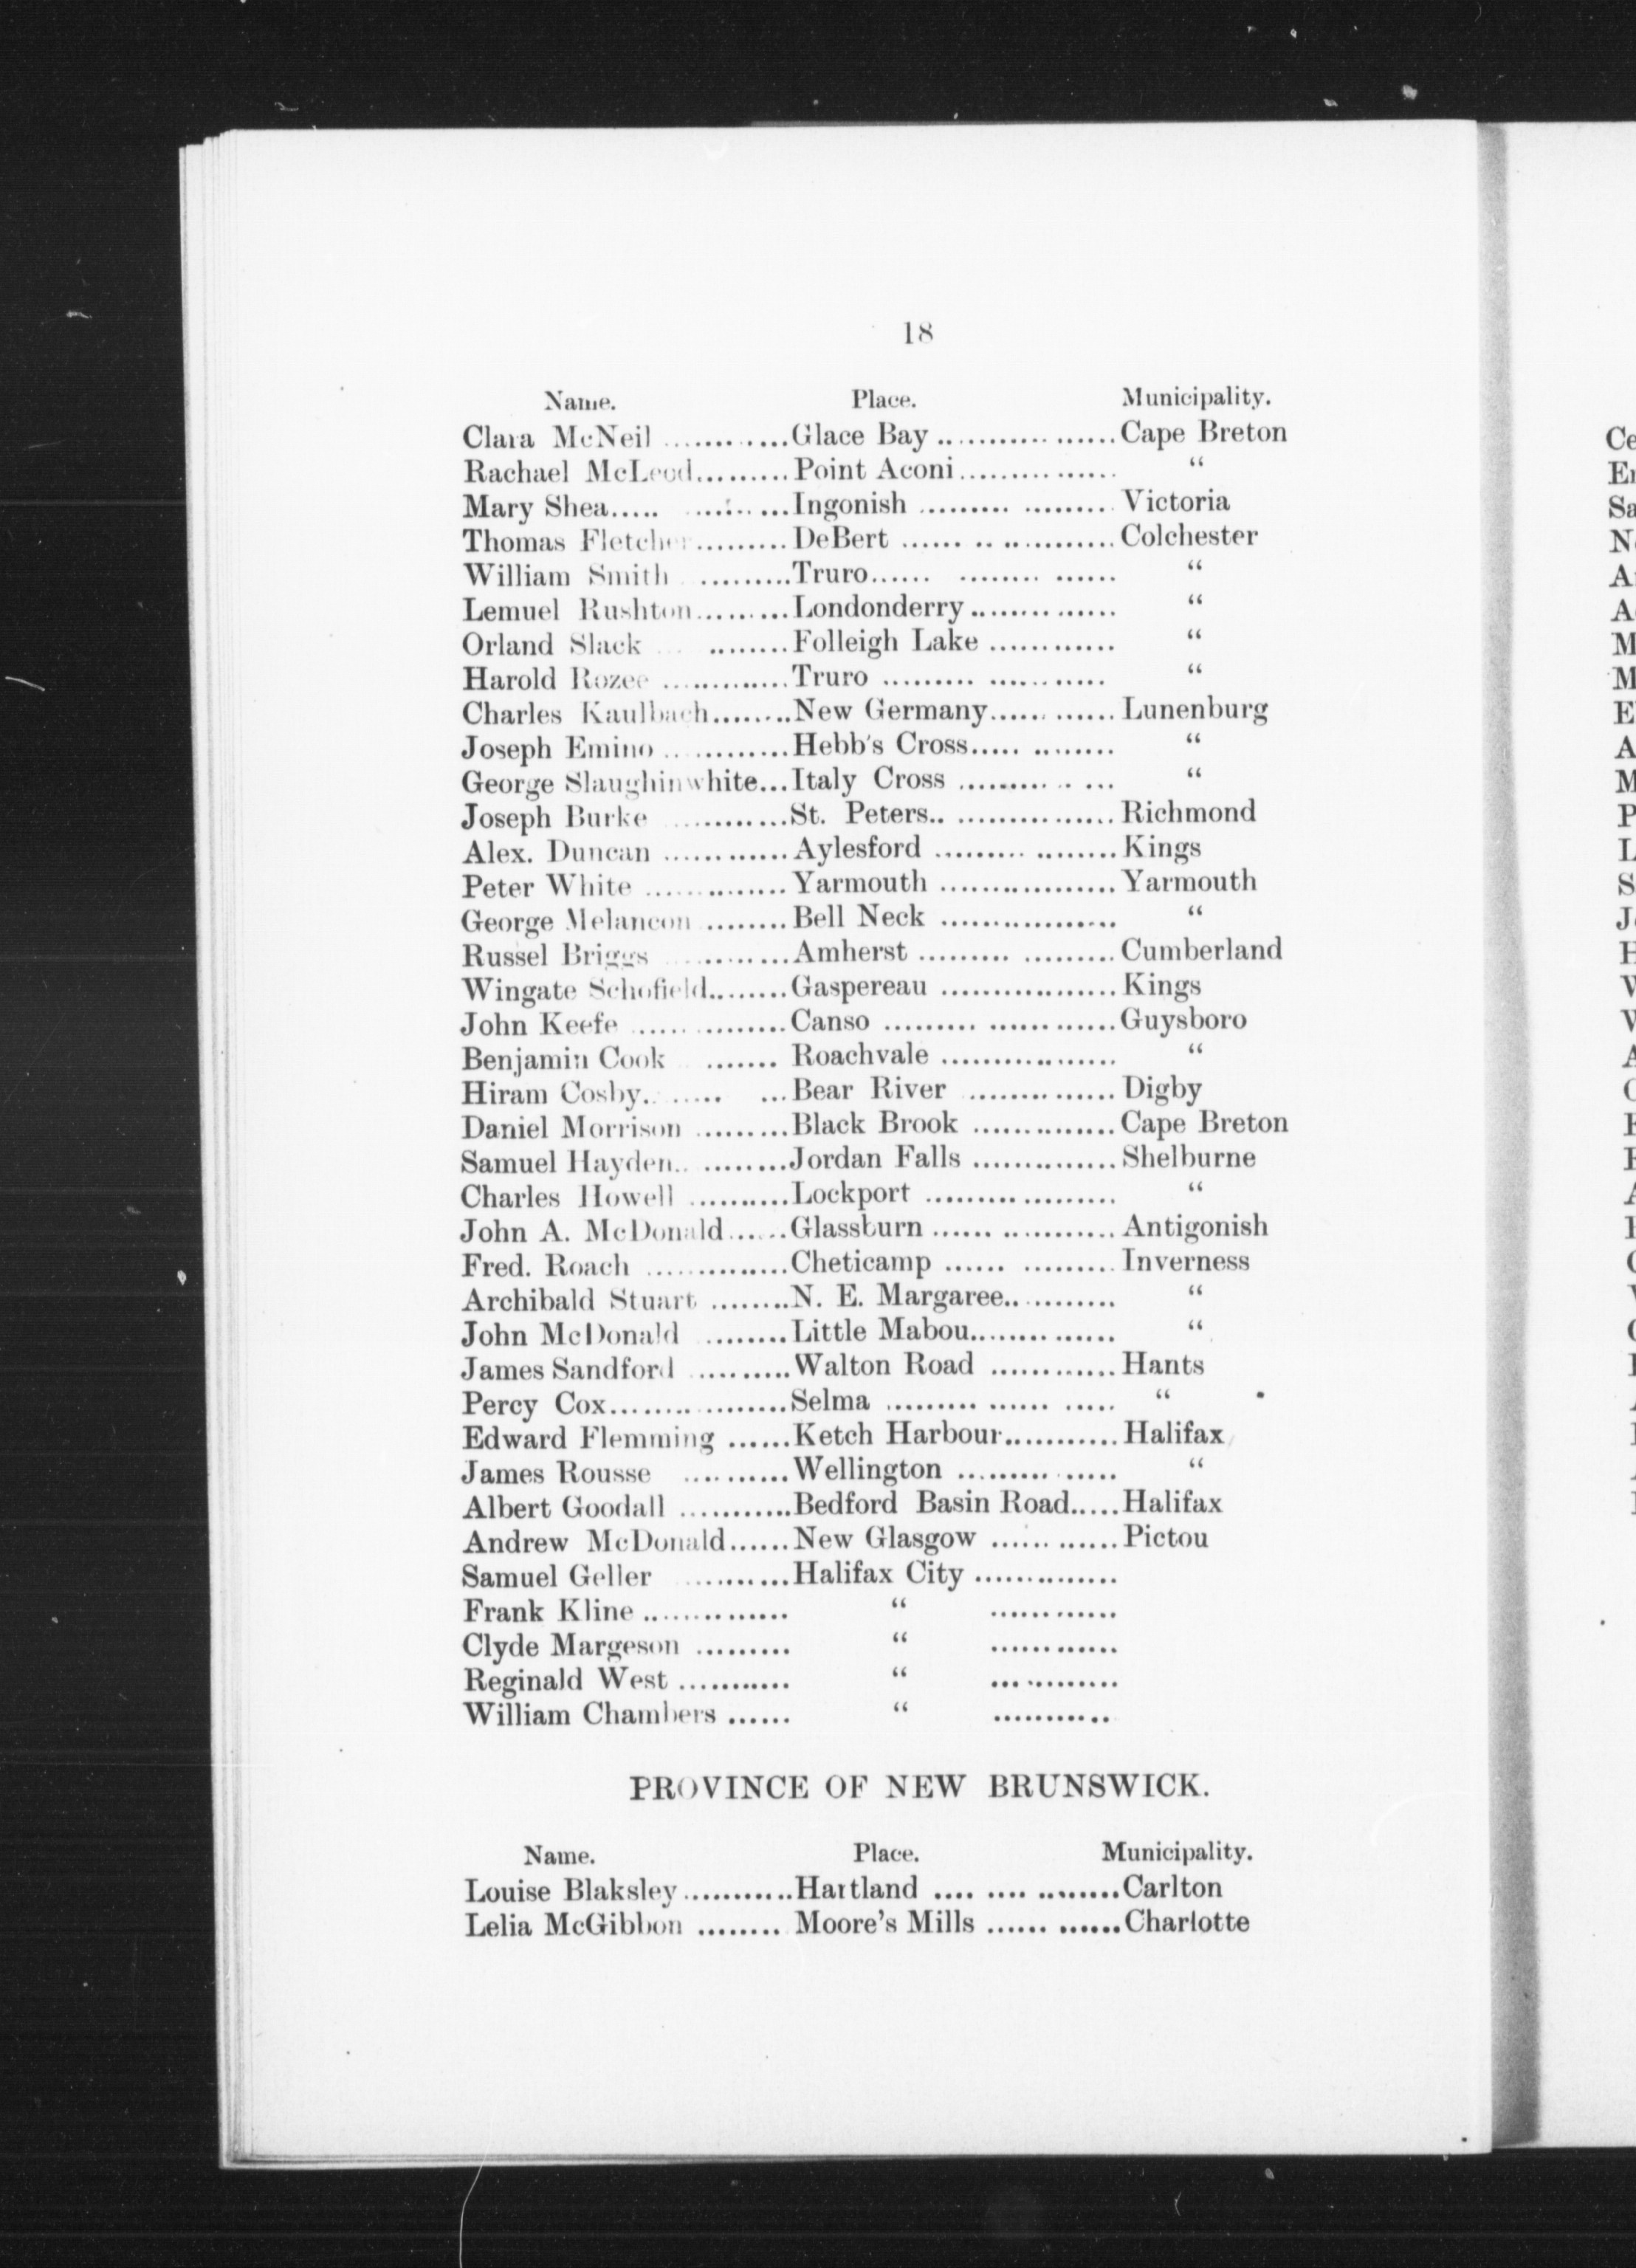 18
Name. Place. Municipality.
Clara McNeil ............Glace Bay ..................Cape Breton
Rachael McLeod.........Point Aconi............... “
Mary Shea..... .........Ingonish ......... .........Victoria
Thomas Fletcher.........DeBert ...... .. ............Colchester
William Smith .........Truro...... ........ ...... “
Lemuel Rushton.........Londonderry.............. “
Orland Slack ........Folleigh Lake ............ “
Harold Rozee .............Truro ......... ............ “
Charles Kaulbach........New Germany............Lunenburg
Joseph Emino .............Hebb's Cross..... ........ “
George Slaughinwhite...Italy Cross ......... .. ... “
Joseph Burke ............St. Peters.. ................Richmond
Alex. Duncan ............Aylesford ......... ........Kings
Peter White ..............Yarmouth .................Yarmouth
George Melancon ........Bell Neck ................. “
Russel Briggs ...........Amherst ......... .........Cumberland
Wingate Schofield........Gaspereau .................Kings
John Keefe ...............Canso ......... ............Guysboro
Benjamin Cook ....... Roachvale ................. “
Hiram Cosby.. ..... ...Bear River ..............Digby
Daniel Morrison .........Black Brook ..............Cape Breton
Samuel Hayden.. .........Jordan Falls ..............Shelburne
Charles Howell ..........Lockport .................. “
John A. McDonald......Glassburn ...... ............Antigonish
Fred. Roach ..............Cheticamp ...... .........Inverness
Archibald Stuart ........N. E. Margaree............ “
John McDonald ........Little Mabou.............. “
James Sandford ..........Walton Road ............Hants
Percy Cox.................Selma ......... ...... ..... “
Edward Flemming ......Ketch Harbour...........Halifax
James Rousse ..........Wellington ............... “
Albert Goodall ...........Bedford Basin Road.....Halifax
Andrew McDonald......New Glasgow ............Pictou
Samuel Geller ...........Halifax City ..............
Frank Kline .............. “ ............
Clyde Margeson ......... “ ............
Reginald West ........... “ ............
William Chambers ...... “ ...........
PROVINCE OF NEW BRUNSWICK.
Name. Place. Municipality.
Louise Blaksley...........Hartland .... .... ........Carlton
Lelia McGibbon ........ Moore's Mills ...... ......Charlotte